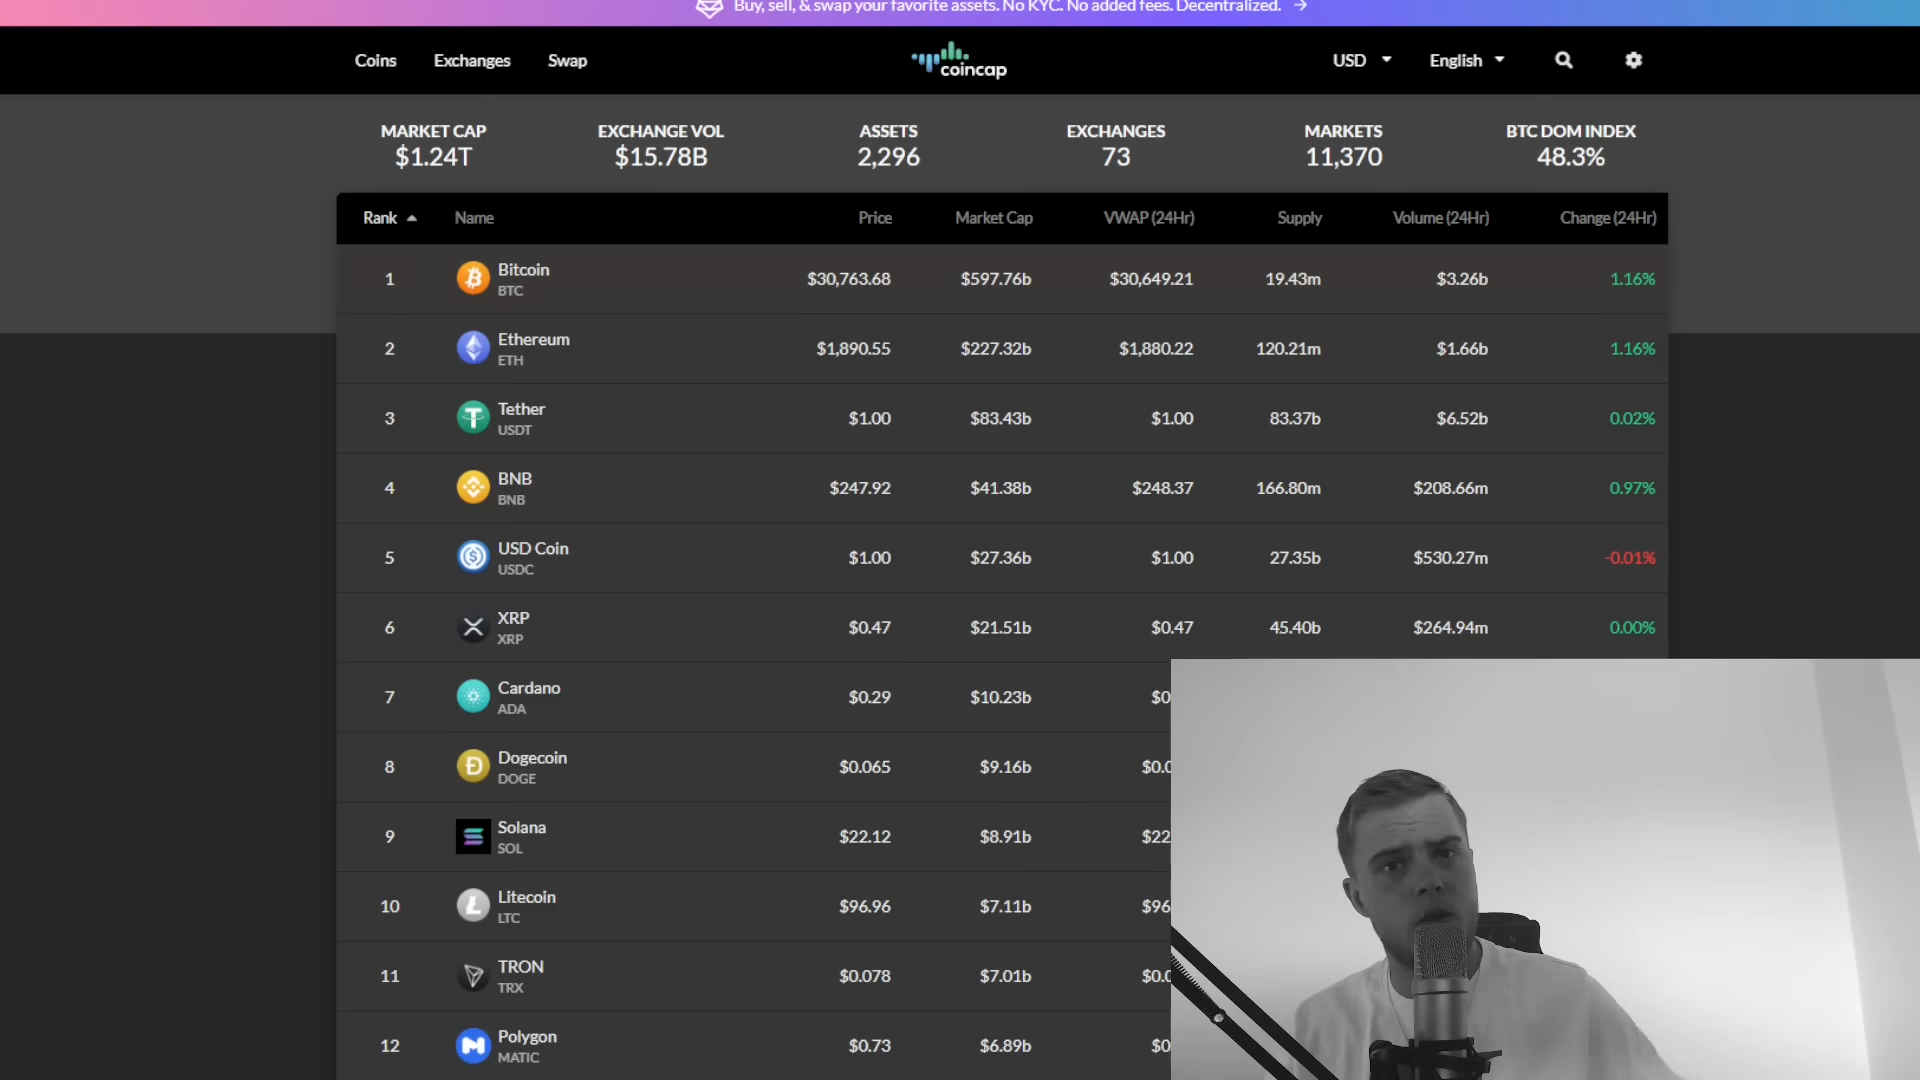 Buy, sell, & swap your favorite assets. No KYC. No added fees. Decentralized. →
Coins Exchanges Swap coincap USD English
MARKET CAP EXCHANGE VOL ASSETS EXCHANGES MARKETS BTC DOM INDEX
$1.24T $15.78B 2,296 73 11,370 48.3%
Rank Name Price Market Cap VWAP (24Hr) Supply Volume (24Hr) Change (24Hr)
1 Bitcoin $30,763.68 $597.76b $30,649.21 19.43m $3.26b 1.16%
BTC
2 Ethereum $1,890.55 $227.32b $1,880.22 120.21m $1.66b 1.16%
ETH
3 Tether $1.00 $83.43b $1.00 83.37b $6.52b 0.02%
USDT
4 BNB $247.92 $41.38b $248.37 166.80m $208.66m 0.97%
BNB
5 USD Coin $1.00 $27.36b $1.00 27.35b $530.27m -0.01%
USDC
6 XRP $0.47 $21.51b $0.47 45.40b $264.94m 0.00%
XRP
7 Cardano $0.29 $10.23b $0
ADA
8 Dogecoin $0.065 $9.16b $0.0
DOGE
9 Solana $22.12 $8.91b $22
SOL
10 Litecoin $96.96 $7.11b $96
LTC
11 TRON $0.078 $7.01b $0.0
TRX
12 Polygon $0.73 $6.89b $0
MATIC